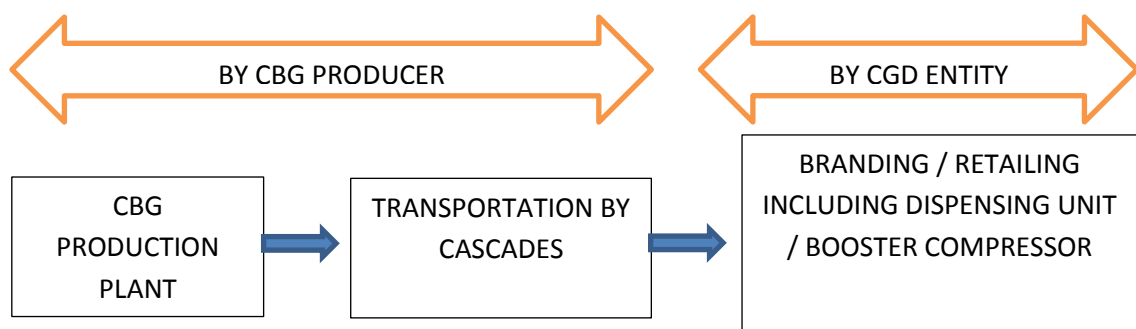 BY CBG PRODUCER
BY CGD ENTITY
CBG
PRODUCTION
PLANT
TRANSPORTATION BY
CASCADES
BRANDING / RETAILING
INCLUDING DISPENSING UNIT
/ BOOSTER COMPRESSOR